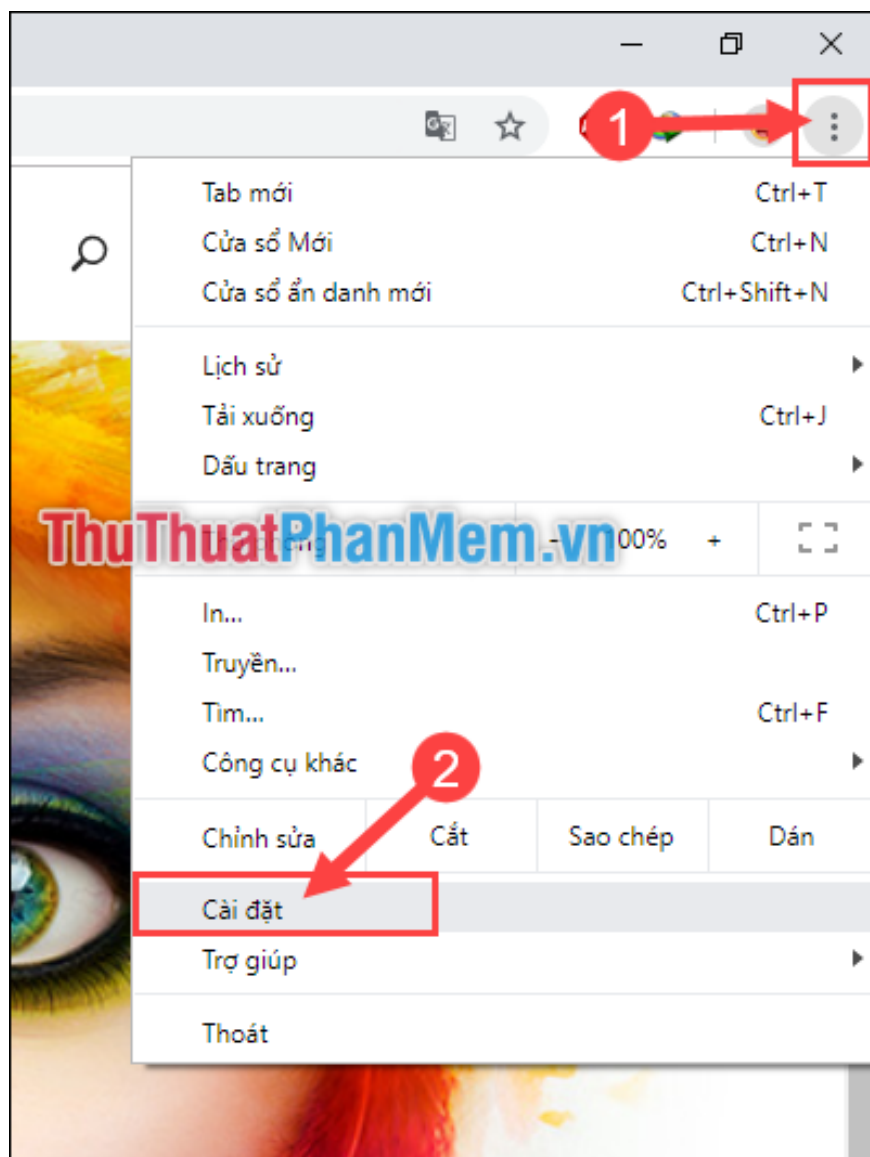 1
Tab mới Ctrl+T
Cửa sổ Mới Ctrl+N
Cửa sổ ẩn danh mới Ctrl+Shift+N
Lịch sử
Tải xuống Ctrl+J
Dấu trang
ThuThuatPhanMem.vn
- 100% +
In... Ctrl+P
Truyền...
Tìm... Ctrl+F
Công cụ khác
2
Chỉnh sửa Cắt Sao chép Dán
Cài đặt
Trợ giúp
Thoát